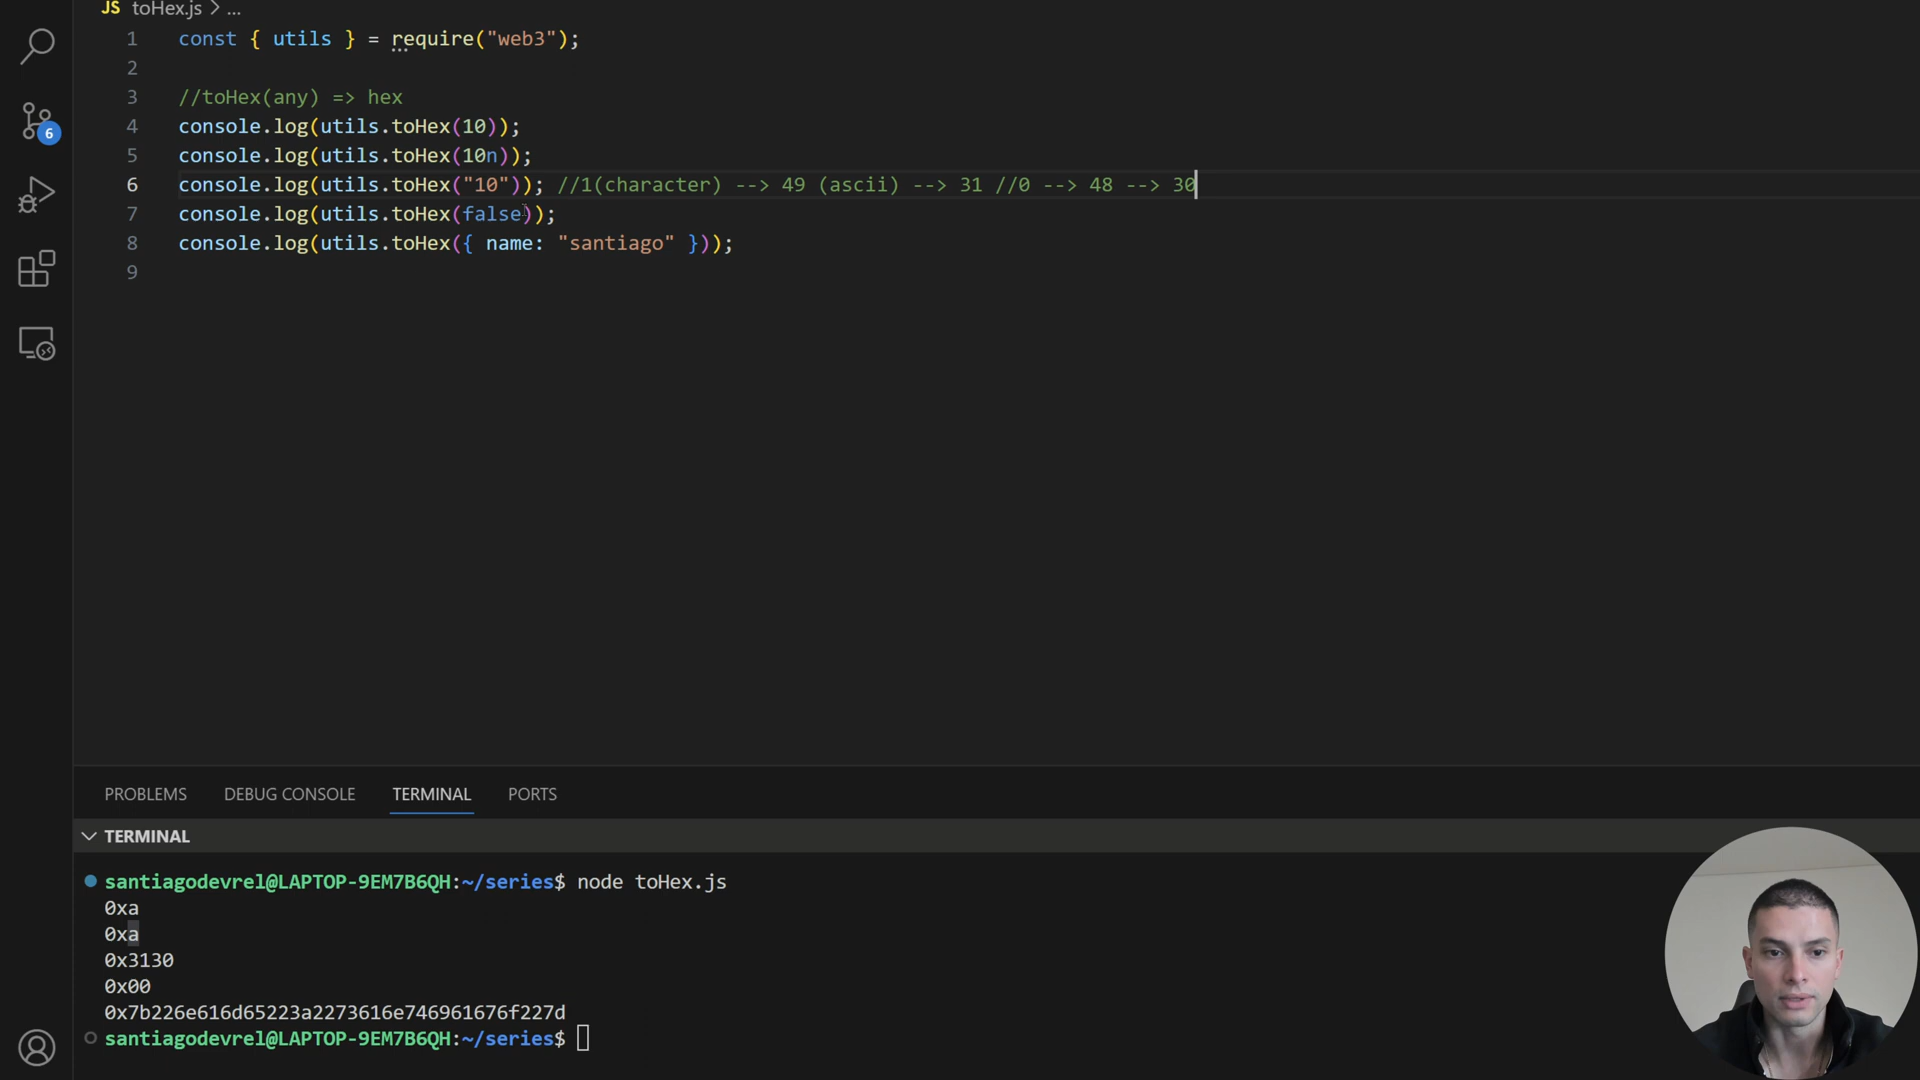 JS toHex.js > ...
1 const { utils } = require("web3");
2
3 //toHex(any) => hex
4 console.log(utils.toHex(10));
5 console.log(utils.toHex(10n));
6 console.log(utils.toHex("10")); //1(character) --> 49 (ascii) --> 31 //0 --> 48 --> 30
7 console.log(utils.toHex(false));
8 console.log(utils.toHex({ name: "santiago" }));
9
6
PROBLEMS DEBUG CONSOLE TERMINAL PORTS
TERMINAL
santiagodevrel@LAPTOP-9EM7B6QH:~/series$ node toHex.js
0xa
0xa
0x3130
0x00
0x7b226e616d65223a2273616e746961676f227d
santiagodevrel@LAPTOP-9EM7B6QH:~/series$